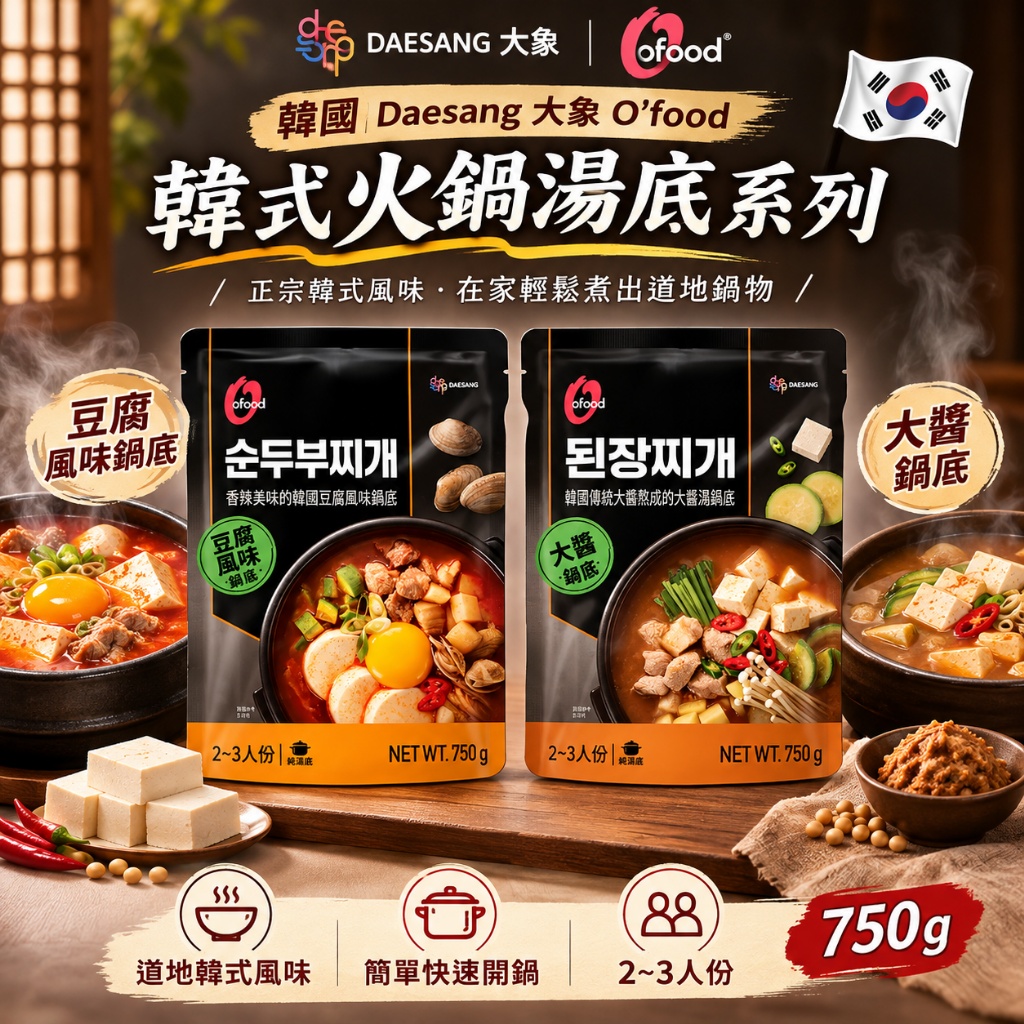 DAESANG 大象
ofood®
韓國 Daesang 大象 O'food
韓式火鍋湯底系列
正宗韓式風味·在家輕鬆煮出道地鍋物
豆腐
風味鍋底
ofood
DAESANG
순두부찌개
香辣美味的韓國豆腐風味鍋底
豆腐
風味
·鍋底·
2~3人份
純湯底
NET WT. 750 g
ofood
DAESANG
된장찌개
韓國傳統大醬熬成的大醬湯鍋底
大醬
·鍋底·
2~3人份
純湯底
NET WT. 750 g
大醬
鍋底
道地韓式風味
簡單快速開鍋
2~3人份
750g